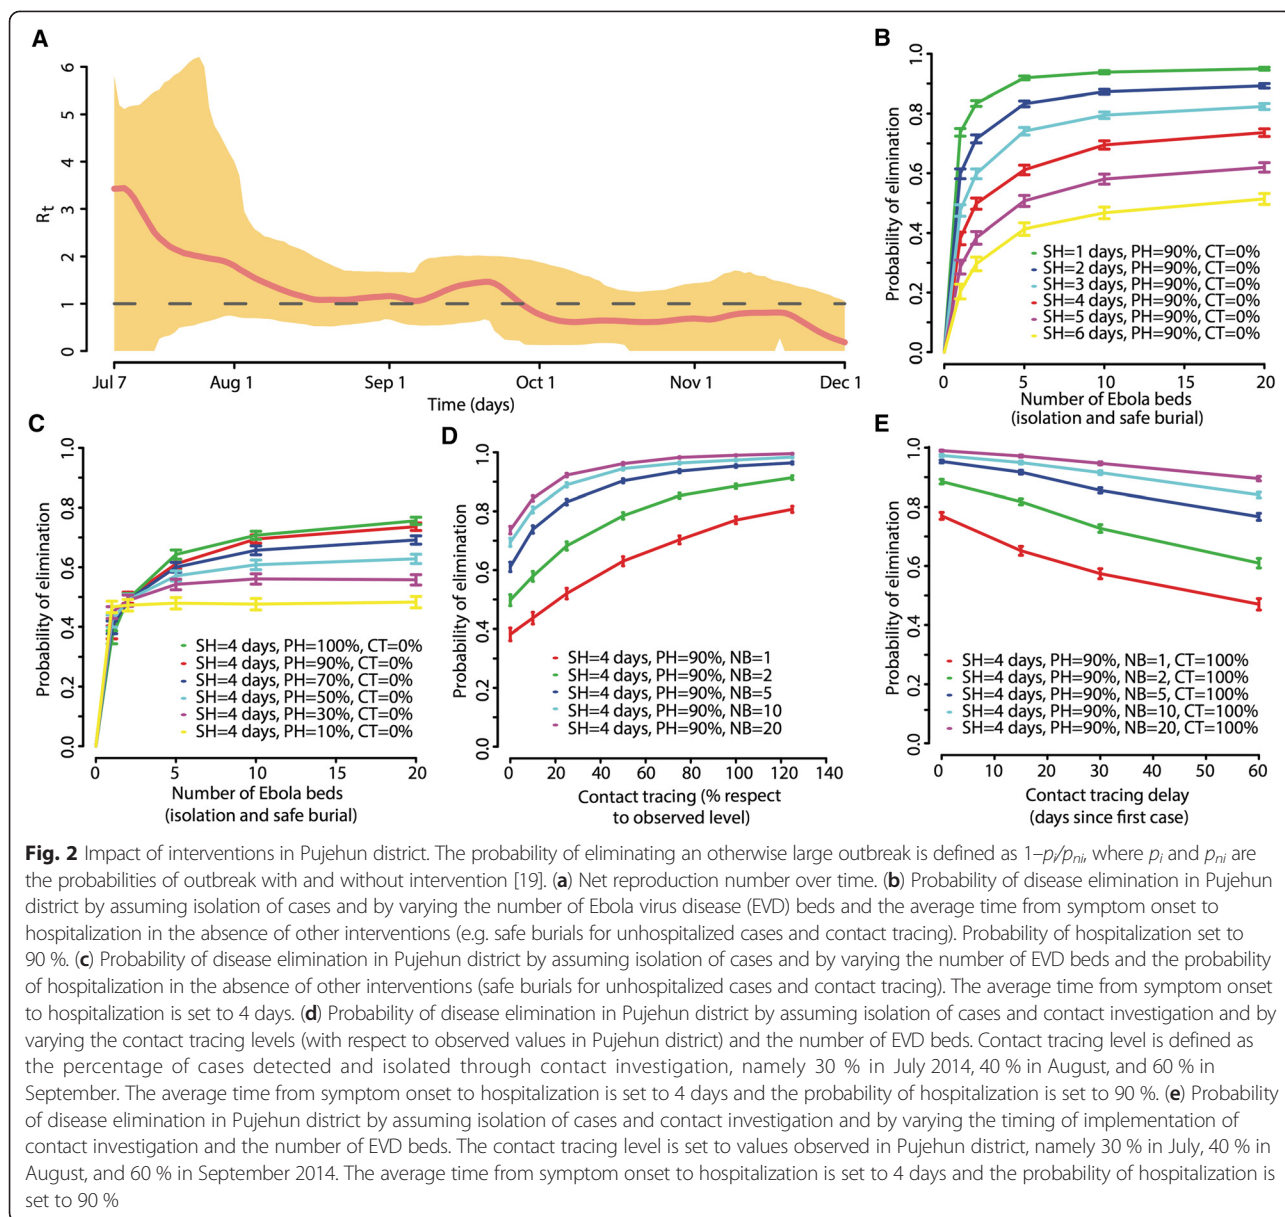 A
6
5
4
3
2
1
0
R_t
Jul 7
Aug 1
Sep 1
Oct 1
Nov 1
Dec 1
Time (days)
B
1.0
0.8
0.6
0.4
0.2
0.0
Probability of elimination
SH=1 days, PH=90%, CT=0%
SH=2 days, PH=90%, CT=0%
SH=3 days, PH=90%, CT=0%
SH=4 days, PH=90%, CT=0%
SH=5 days, PH=90%, CT=0%
SH=6 days, PH=90%, CT=0%
0 5 10 15 20
Number of Ebola beds
(isolation and safe burial)
C
1.0
0.8
0.6
0.4
0.2
0.0
Probability of elimination
SH=4 days, PH=100%, CT=0%
SH=4 days, PH=90%, CT=0%
SH=4 days, PH=70%, CT=0%
SH=4 days, PH=50%, CT=0%
SH=4 days, PH=30%, CT=0%
SH=4 days, PH=10%, CT=0%
0 5 10 15 20
Number of Ebola beds
(isolation and safe burial)
D
1.0
0.8
0.6
0.4
0.2
0.0
Probability of elimination
SH=4 days, PH=90%, NB=1
SH=4 days, PH=90%, NB=2
SH=4 days, PH=90%, NB=5
SH=4 days, PH=90%, NB=10
SH=4 days, PH=90%, NB=20
0 20 40 60 80 100 120 140
Contact tracing (% respect
to observed level)
E
1.0
0.8
0.6
0.4
0.2
0.0
Probability of elimination
SH=4 days, PH=90%, NB=1, CT=100%
SH=4 days, PH=90%, NB=2, CT=100%
SH=4 days, PH=90%, NB=5, CT=100%
SH=4 days, PH=90%, NB=10, CT=100%
SH=4 days, PH=90%, NB=20, CT=100%
0 10 20 30 40 50 60
Contact tracing delay
(days since first case)
Fig. 2 Impact of interventions in Pujehun district. The probability of eliminating an otherwise large outbreak is defined as 1–p_i/p_ni, where p_i and p_ni are
the probabilities of outbreak with and without intervention [19]. (a) Net reproduction number over time. (b) Probability of disease elimination in Pujehun
district by assuming isolation of cases and by varying the number of Ebola virus disease (EVD) beds and the average time from symptom onset to
hospitalization in the absence of other interventions (e.g. safe burials for unhospitalized cases and contact tracing). Probability of hospitalization set to
90 %. (c) Probability of disease elimination in Pujehun district by assuming isolation of cases and by varying the number of EVD beds and the probability
of hospitalization in the absence of other interventions (safe burials for unhospitalized cases and contact tracing). The average time from symptom onset
to hospitalization is set to 4 days. (d) Probability of disease elimination in Pujehun district by assuming isolation of cases and contact investigation and by
varying the contact tracing levels (with respect to observed values in Pujehun district) and the number of EVD beds. Contact tracing level is defined as
the percentage of cases detected and isolated through contact investigation, namely 30 % in July 2014, 40 % in August, and 60 % in
September. The average time from symptom onset to hospitalization is set to 4 days and the probability of hospitalization is set to 90 %. (e) Probability
of disease elimination in Pujehun district by assuming isolation of cases and contact investigation and by varying the timing of implementation of
contact investigation and the number of EVD beds. The contact tracing level is set to values observed in Pujehun district, namely 30 % in July, 40 % in
August, and 60 % in September 2014. The average time from symptom onset to hospitalization is set to 4 days and the probability of hospitalization is
set to 90 %